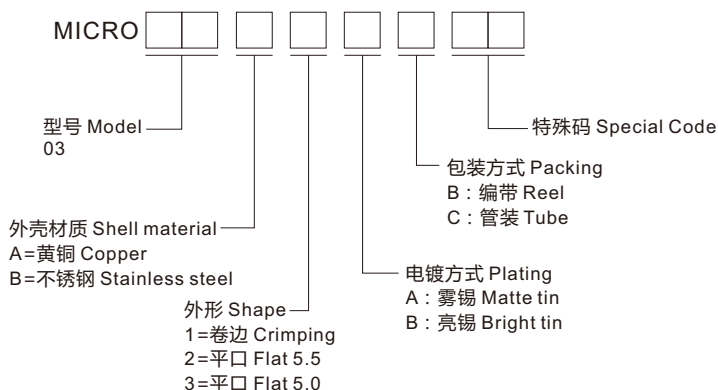 MICRO
型号 Model
03
特殊码 Special Code
包装方式 Packing
B：编带 Reel
C：管装 Tube
外壳材质 Shell material
A=黄铜 Copper
B=不锈钢 Stainless steel
电镀方式 Plating
A：雾锡 Matte tin
B：亮锡 Bright tin
外形 Shape
1=卷边 Crimping
2=平口 Flat 5.5
3=平口 Flat 5.0